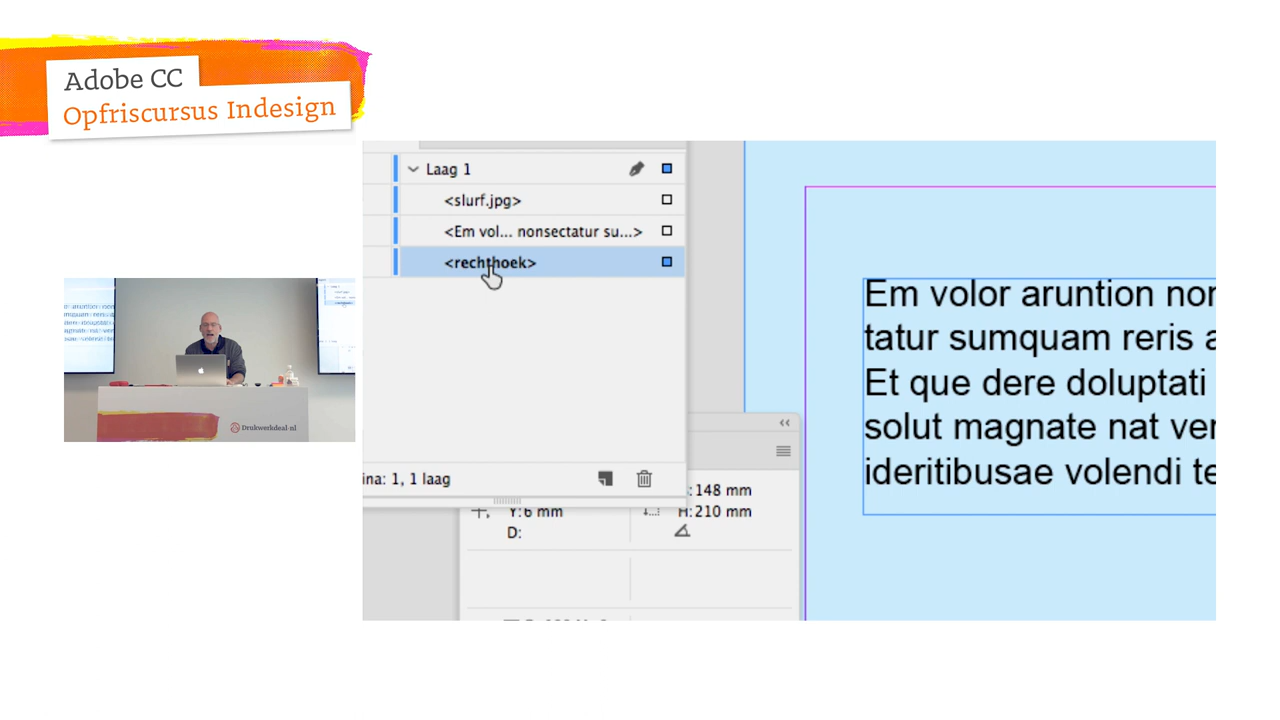 Adobe CC
Opfriscursus Indesign
Laag 1
<slurf.jpg>
<Em vol... nonsectatur su...>
<rechthoek>
ina: 1, 1 laag
Y: 6 mm
D:
: 148 mm
H: 210 mm
Em volor aruntion nor
tatur sumquam reris a
Et que dere doluptati
solut magnate nat ver
ideritibusae volendi te
Drukwerkdeal.nl